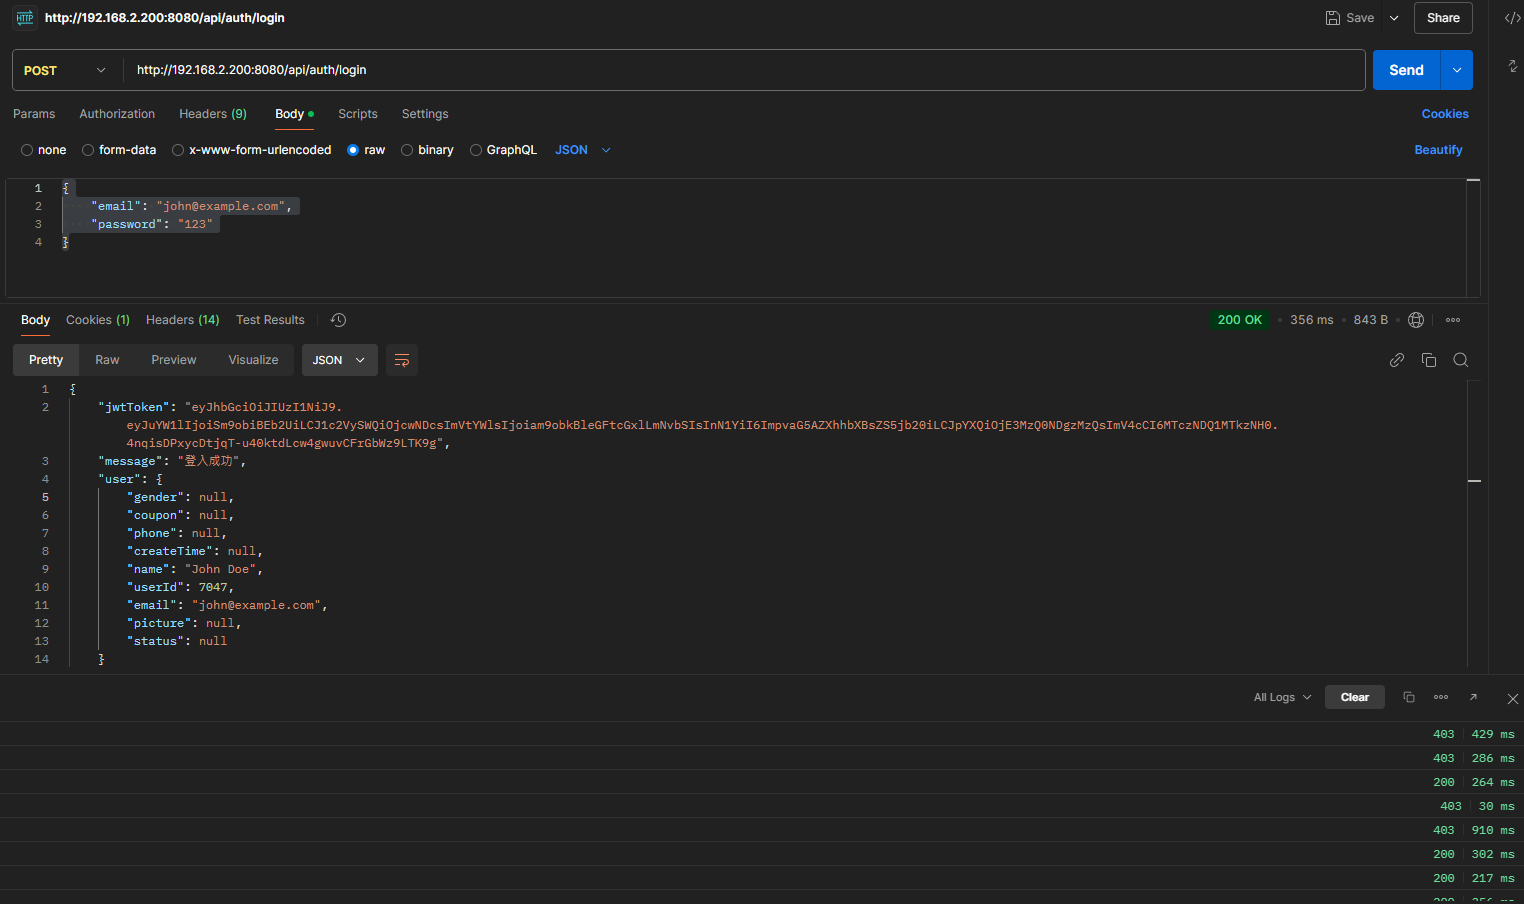 HTTP http://192.168.2.200:8080/api/auth/login Save Share
POST http://192.168.2.200:8080/api/auth/login Send
Params Authorization Headers (9) Body Scripts Settings Cookies
none form-data x-www-form-urlencoded raw binary GraphQL JSON Beautify
1 {
2 "email": "john@example.com",
3 "password": "123"
4 }
Body Cookies (1) Headers (14) Test Results 200 OK 356 ms 843 B
Pretty Raw Preview Visualize JSON
1 {
2 "jwtToken": "eyJhbGciOiJIUzI1NiJ9.
eyJuYW1lIjoiSm9obiBEb2UiLCJ1c2VySWQiOjcwNDcsImVtYWlsIjoiam9obkBleGFtcGxlLmNvbSIsInN1YiI6ImpvaG5AZXhhbXBsZS5jb20iLCJpYXQiOjE3MzQ0NDgzMzQsImV4cCI6MTczNDQ1MTkzNH0.
4nqisDPxycDtjqT-u40ktdLcw4gwuvCFrGbWz9LTK9g",
3 "message": "登入成功",
4 "user": {
5 "gender": null,
6 "coupon": null,
7 "phone": null,
8 "createTime": null,
9 "name": "John Doe",
10 "userId": 7047,
11 "email": "john@example.com",
12 "picture": null,
13 "status": null
14 }
All Logs Clear
403 429 ms
403 286 ms
200 264 ms
403 30 ms
403 910 ms
200 302 ms
200 217 ms
200 356 ms